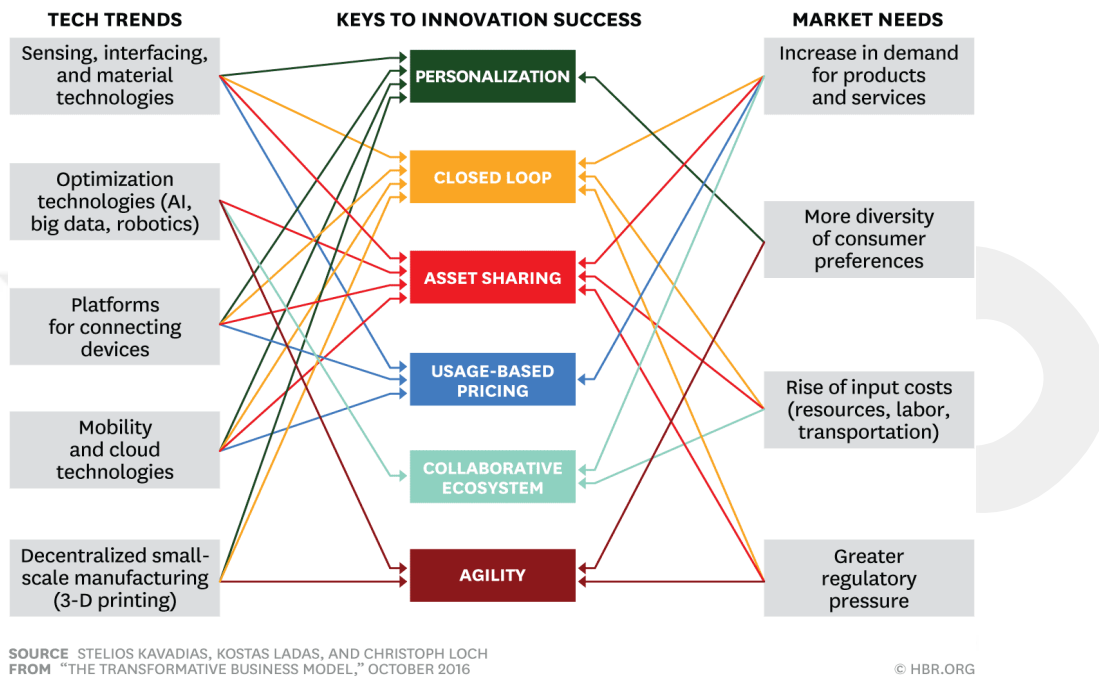 TECH TRENDS
KEYS TO INNOVATION SUCCESS
MARKET NEEDS
Sensing, interfacing,
and material
technologies
Optimization
technologies (AI,
big data, robotics)
Platforms
for connecting
devices
Mobility
and cloud
technologies
Decentralized small-
scale manufacturing
(3-D printing)
PERSONALIZATION
CLOSED LOOP
ASSET SHARING
USAGE-BASED
PRICING
COLLABORATIVE
ECOSYSTEM
AGILITY
Increase in demand
for products
and services
More diversity
of consumer
preferences
Rise of input costs
(resources, labor,
transportation)
Greater
regulatory
pressure
SOURCE STELIOS KAVADIAS, KOSTAS LADAS, AND CHRISTOPH LOCH
FROM “THE TRANSFORMATIVE BUSINESS MODEL,” OCTOBER 2016
© HBR.ORG